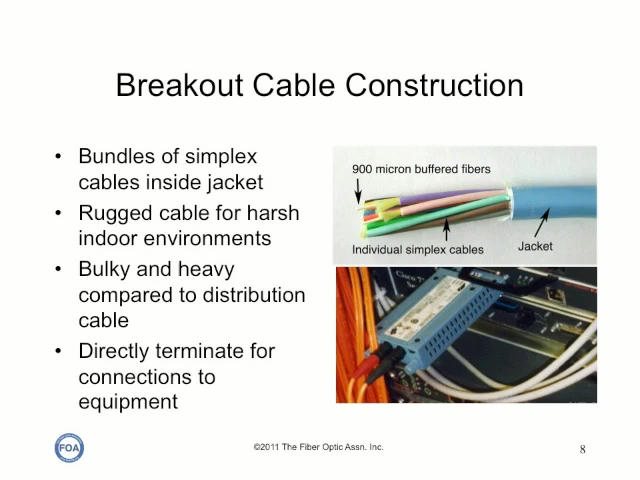 Breakout Cable Construction
• Bundles of simplex
cables inside jacket
• Rugged cable for harsh
indoor environments
• Bulky and heavy
compared to distribution
cable
• Directly terminate for
connections to
equipment
900 micron buffered fibers
Individual simplex cables
Jacket
FOA
©2011 The Fiber Optic Assn. Inc.
8